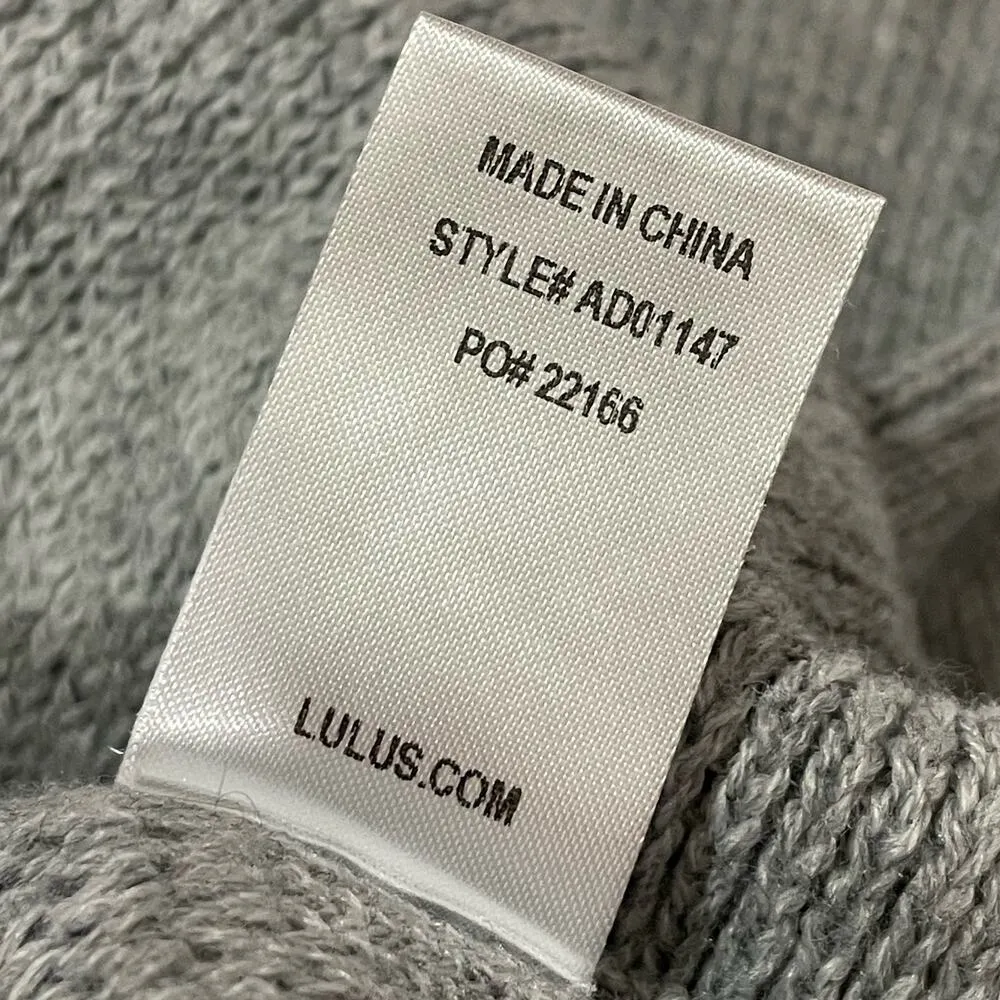 MADE IN CHINA
STYLE# AD01147
PO# 22166
LULUS.COM